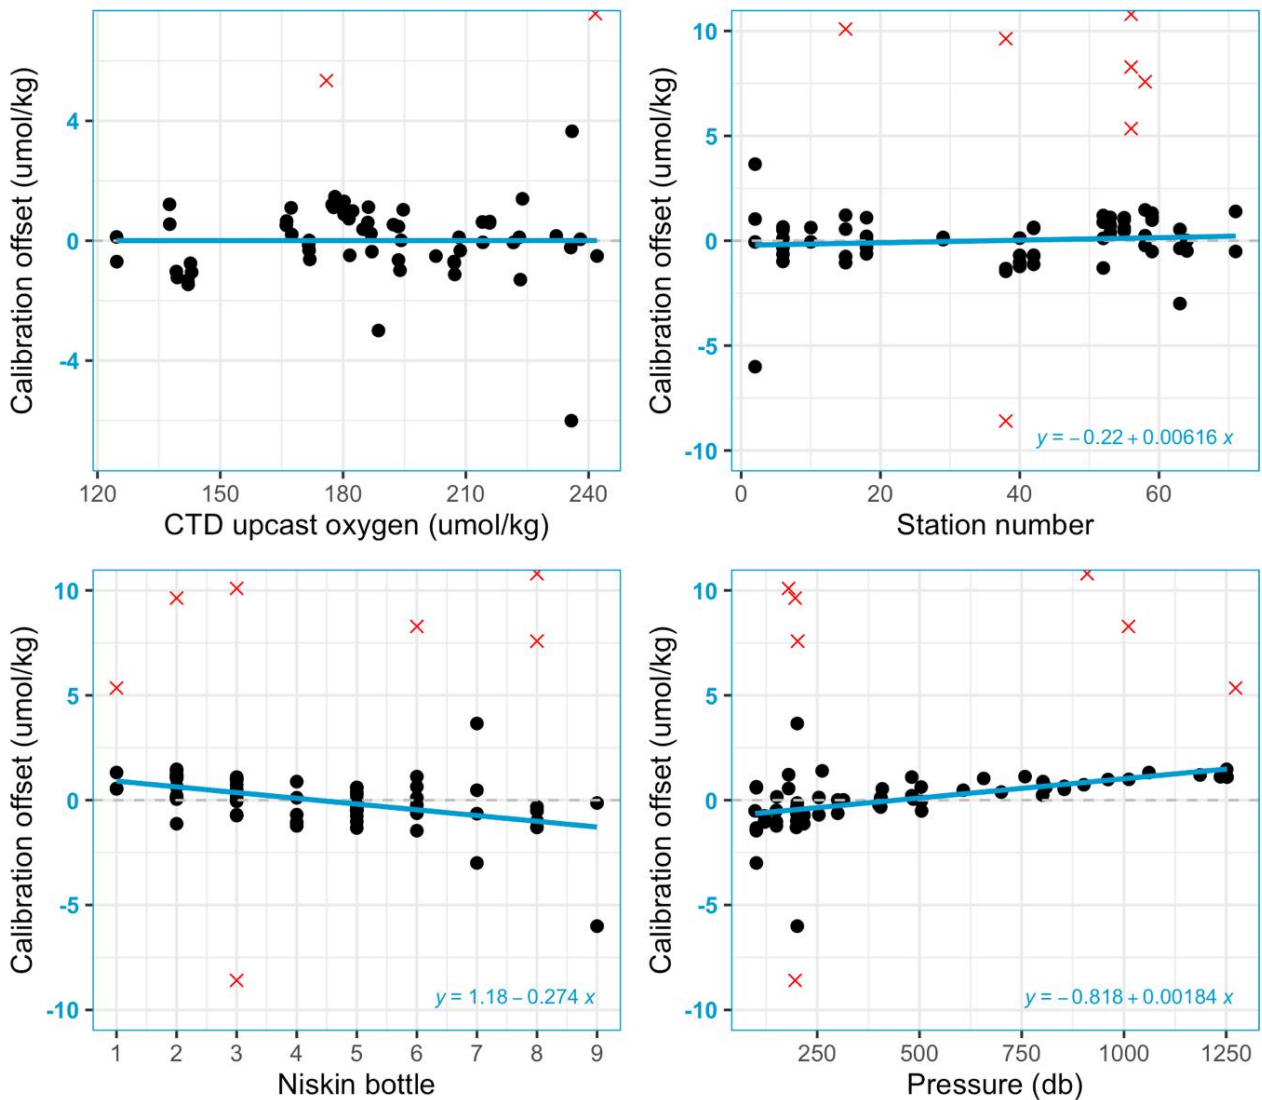 Calibration offset (umol/kg)
4
0
-4
120 150 180 210 240
CTD upcast oxygen (umol/kg)
Calibration offset (umol/kg)
10
5
0
-5
-10
y = −0.22 + 0.00616 x
0 20 40 60
Station number
Calibration offset (umol/kg)
10
5
0
-5
-10
y = 1.18 − 0.274 x
1 2 3 4 5 6 7 8 9
Niskin bottle
Calibration offset (umol/kg)
10
5
0
-5
-10
y = −0.818 + 0.00184 x
250 500 750 1000 1250
Pressure (db)